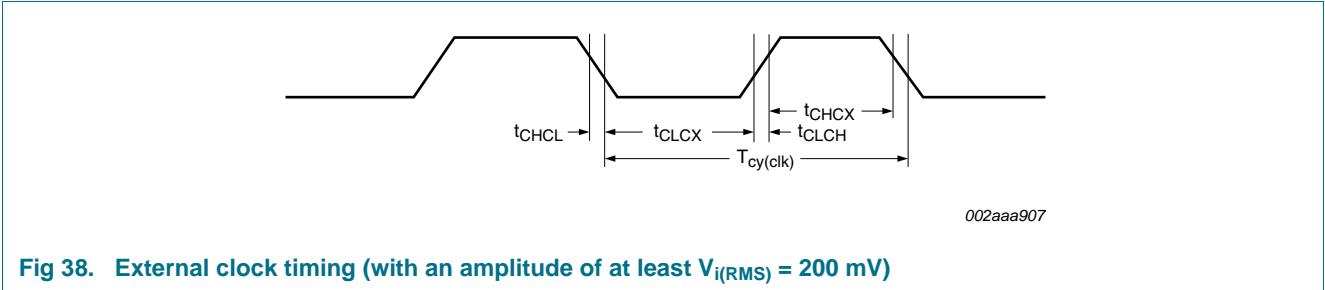 tCHCX
tCHCL tCLCX tCLCH
Tcy(clk)
002aaa907
Fig 38. External clock timing (with an amplitude of at least Vi(RMS) = 200 mV)